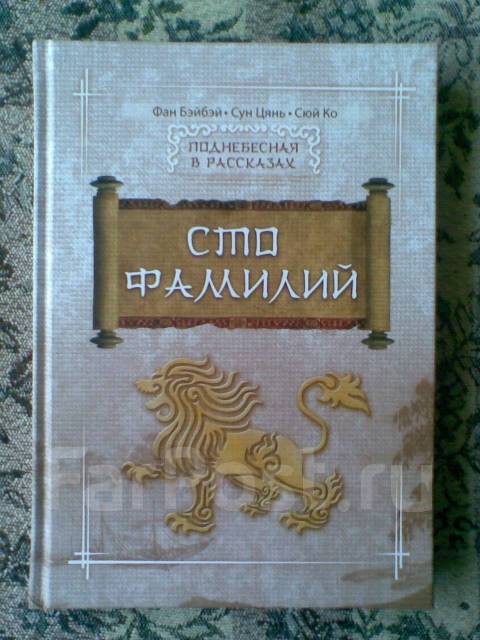 Фан Бэйбэй • Сун Цянь • Сюй Ко
ПОДНЕБЕСНАЯ
В РАССКАЗАХ
СТО
ФАМИЛИЙ
FarPost.ru